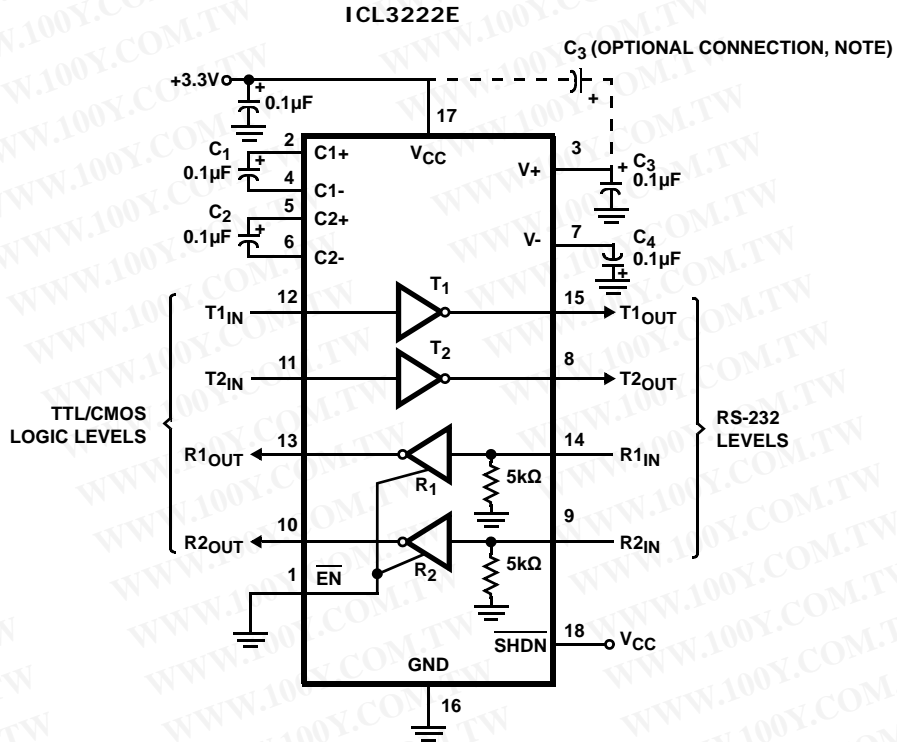 ICL3222E
C3 (OPTIONAL CONNECTION, NOTE)
+3.3V
+
0.1µF
+
17
2
C1+
VCC
3
C1
0.1µF
+
V+
+
C3
0.1µF
4
C1-
5
C2+
C2
0.1µF
+
7
V-
C4
0.1µF
+
6
C2-
T1IN
12
T1
15
T1OUT
T2IN
11
T2
8
T2OUT
TTL/CMOS
LOGIC LEVELS
RS-232
LEVELS
R1OUT
13
R1
14
R1IN
5kΩ
R2OUT
10
R2
9
R2IN
5kΩ
1
EN
SHDN
18
VCC
GND
16
WWW.100Y.COM.TW